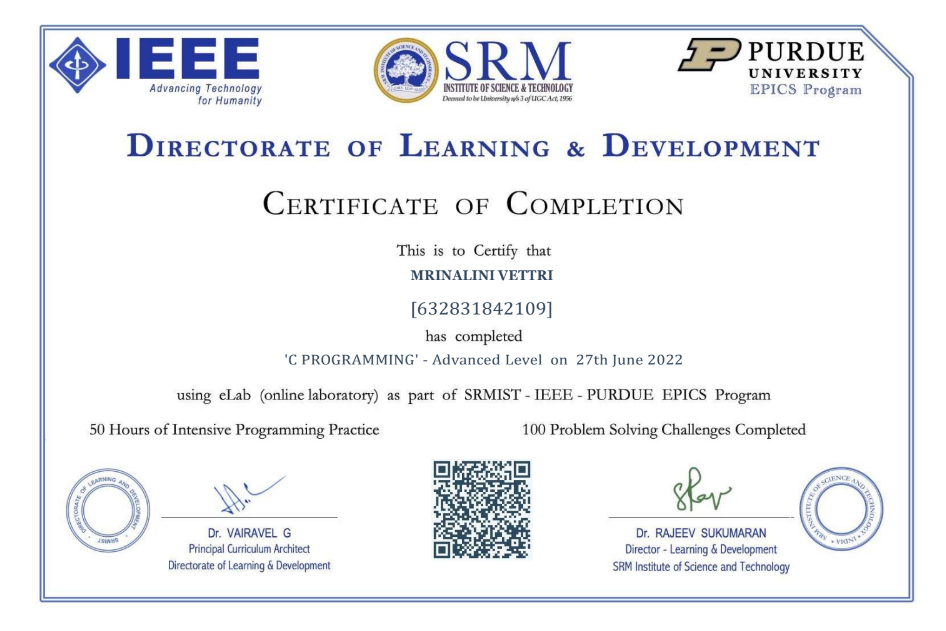 IEEE
Advancing Technology
for Humanity
SRM
INSTITUTE OF SCIENCE & TECHNOLOGY
Deemed to be University u/s 3 of UGC Act, 1956
PURDUE
UNIVERSITY
EPICS Program
DIRECTORATE OF LEARNING & DEVELOPMENT
CERTIFICATE OF COMPLETION
This is to Certify that
MRINALINI VETTRI
[632831842109]
has completed
'C PROGRAMMING' - Advanced Level on 27th June 2022
using eLab (online laboratory) as part of SRMIST - IEEE - PURDUE EPICS Program
50 Hours of Intensive Programming Practice
100 Problem Solving Challenges Completed
DIRECTORATE OF LEARNING AND DEVELOPMENT
SRMIST
Dr. VAIRAVEL G
Principal Curriculum Architect
Directorate of Learning & Development
Dr. RAJEEV SUKUMARAN
Director - Learning & Development
SRM Institute of Science and Technology
SRM INSTITUTE OF SCIENCE AND TECHNOLOGY
INDIA